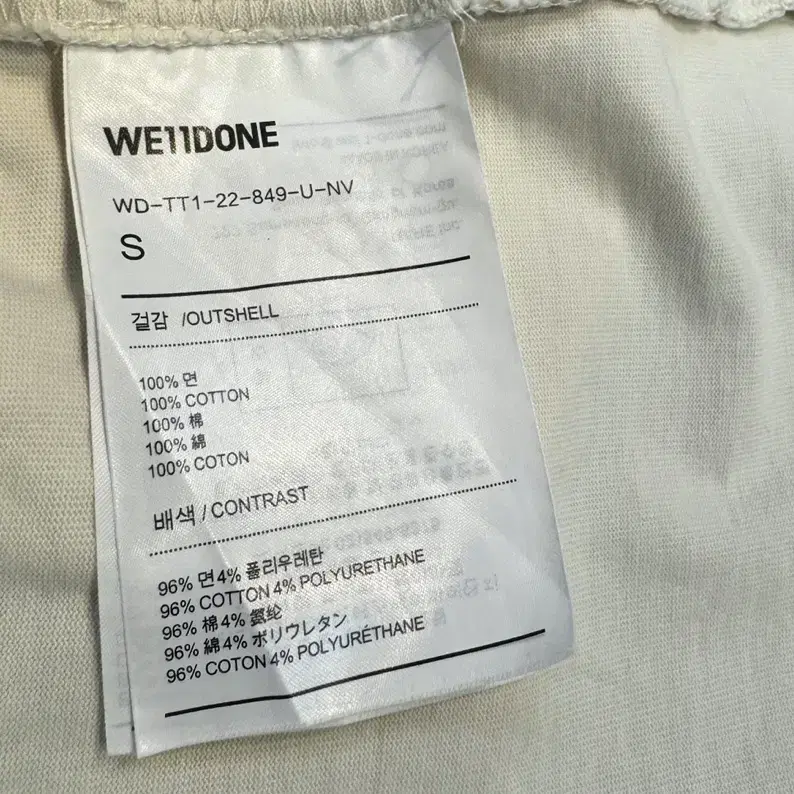 WE11DONE
WD-TT1-22-849-U-NV
S
겉감 /OUTSHELL
100% 면
100% COTTON
100% 棉
100% 綿
100% COTON
배색 / CONTRAST
96% 면 4% 폴리우레탄
96% COTTON 4% POLYURETHANE
96% 棉 4% 氨纶
96% 綿 4% ポリウレタン
96% COTON 4% POLYURÉTHANE